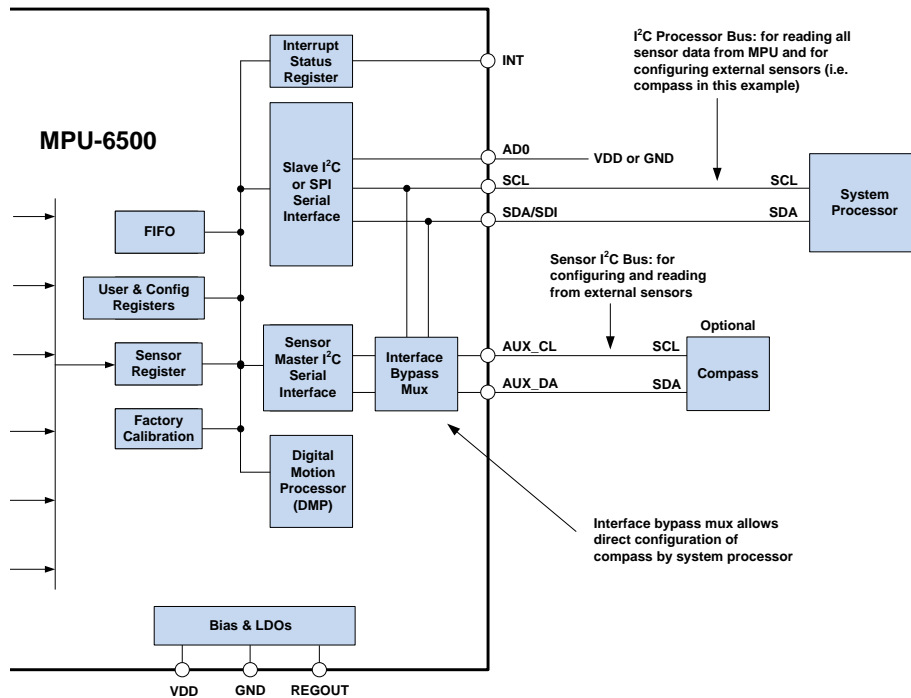 Interrupt
Status
Register
INT
I²C Processor Bus: for reading all
sensor data from MPU and for
configuring external sensors (i.e.
compass in this example)
MPU-6500
Slave I²C
or SPI
Serial
Interface
AD0
VDD or GND
SCL
SCL
SDA/SDI
SDA
System
Processor
FIFO
User & Config
Registers
Sensor I²C Bus: for
configuring and reading
from external sensors
Sensor
Register
Sensor
Master I²C
Serial
Interface
Interface
Bypass
Mux
AUX_CL
SCL
AUX_DA
SDA
Optional
Compass
Factory
Calibration
Digital
Motion
Processor
(DMP)
Interface bypass mux allows
direct configuration of
compass by system processor
Bias & LDOs
VDD
GND
REGOUT